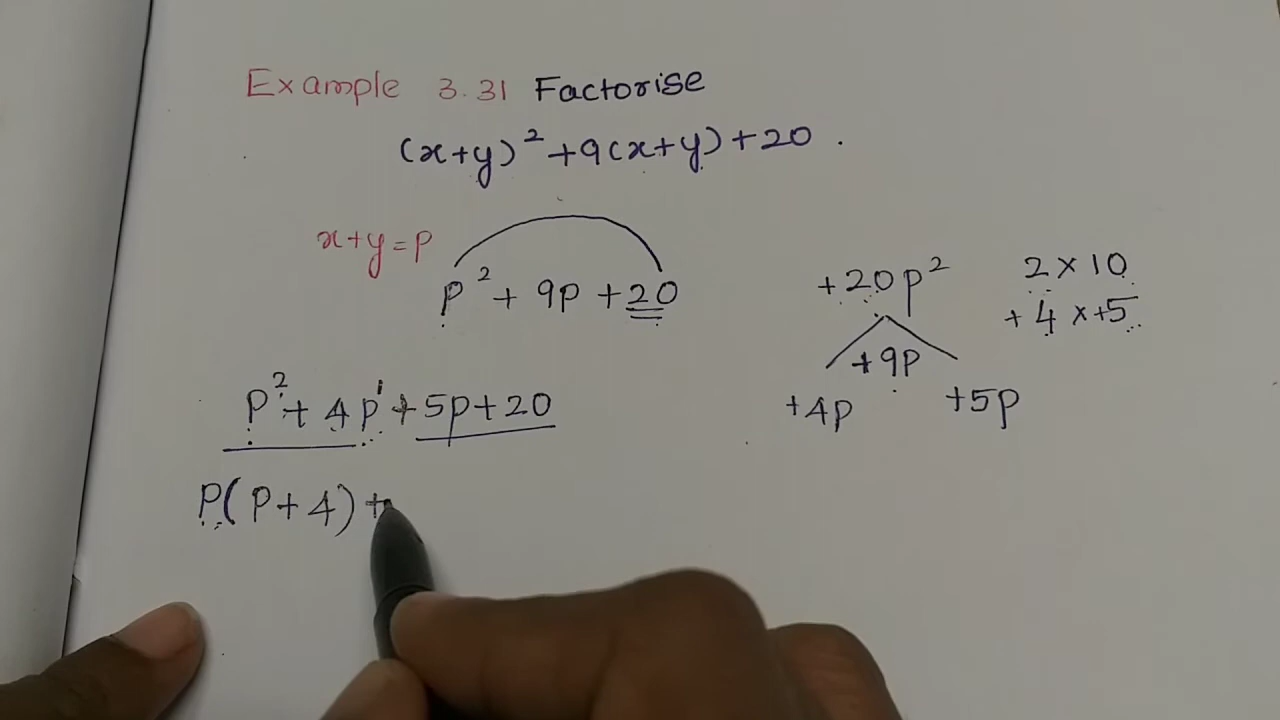 Example 3.31 Factorise
(x+y)² +9(x+y)+20 .
x+y=p
p² + 9p +20
+20p²
+9p
+4p +5p
2×10
+4×+5
p² + 4p¹ +5p+20
P(P+4)+